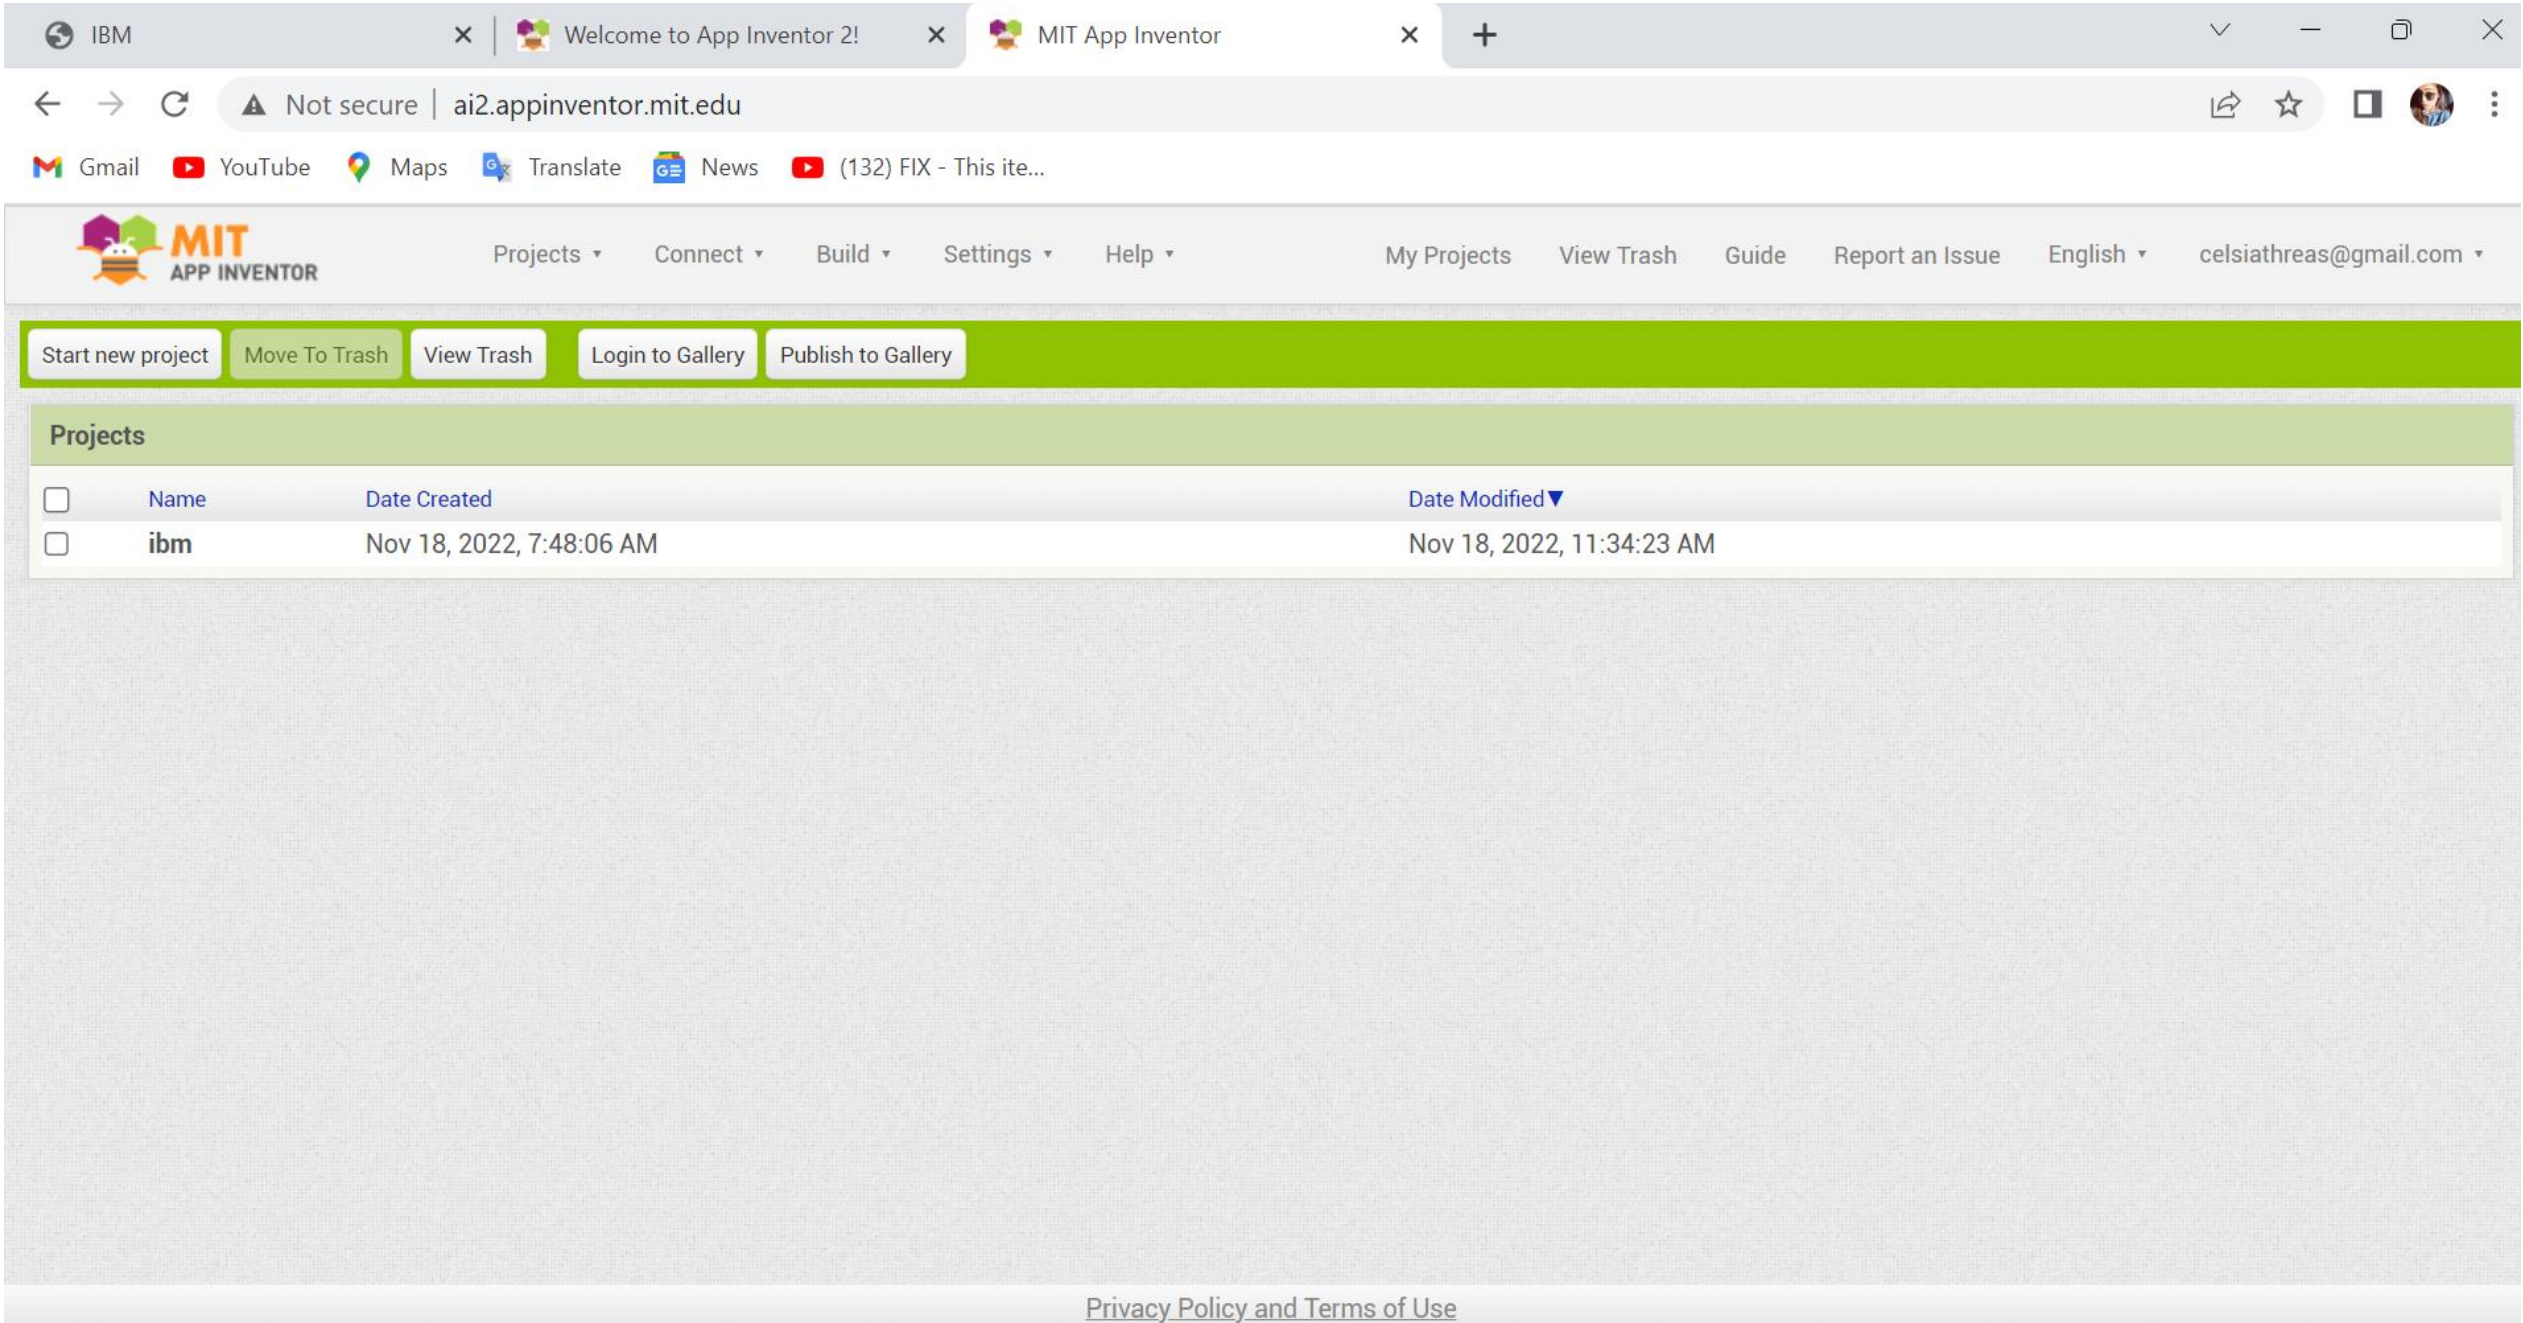 IBM Welcome to App Inventor 2! MIT App Inventor
Not secure | ai2.appinventor.mit.edu
Gmail YouTube Maps Translate News (132) FIX - This ite...
MIT
APP INVENTOR
Projects Connect Build Settings Help My Projects View Trash Guide Report an Issue English celsiathreas@gmail.com
Start new project Move To Trash View Trash Login to Gallery Publish to Gallery
Projects
Name Date Created Date Modified▼
ibm Nov 18, 2022, 7:48:06 AM Nov 18, 2022, 11:34:23 AM
Privacy Policy and Terms of Use